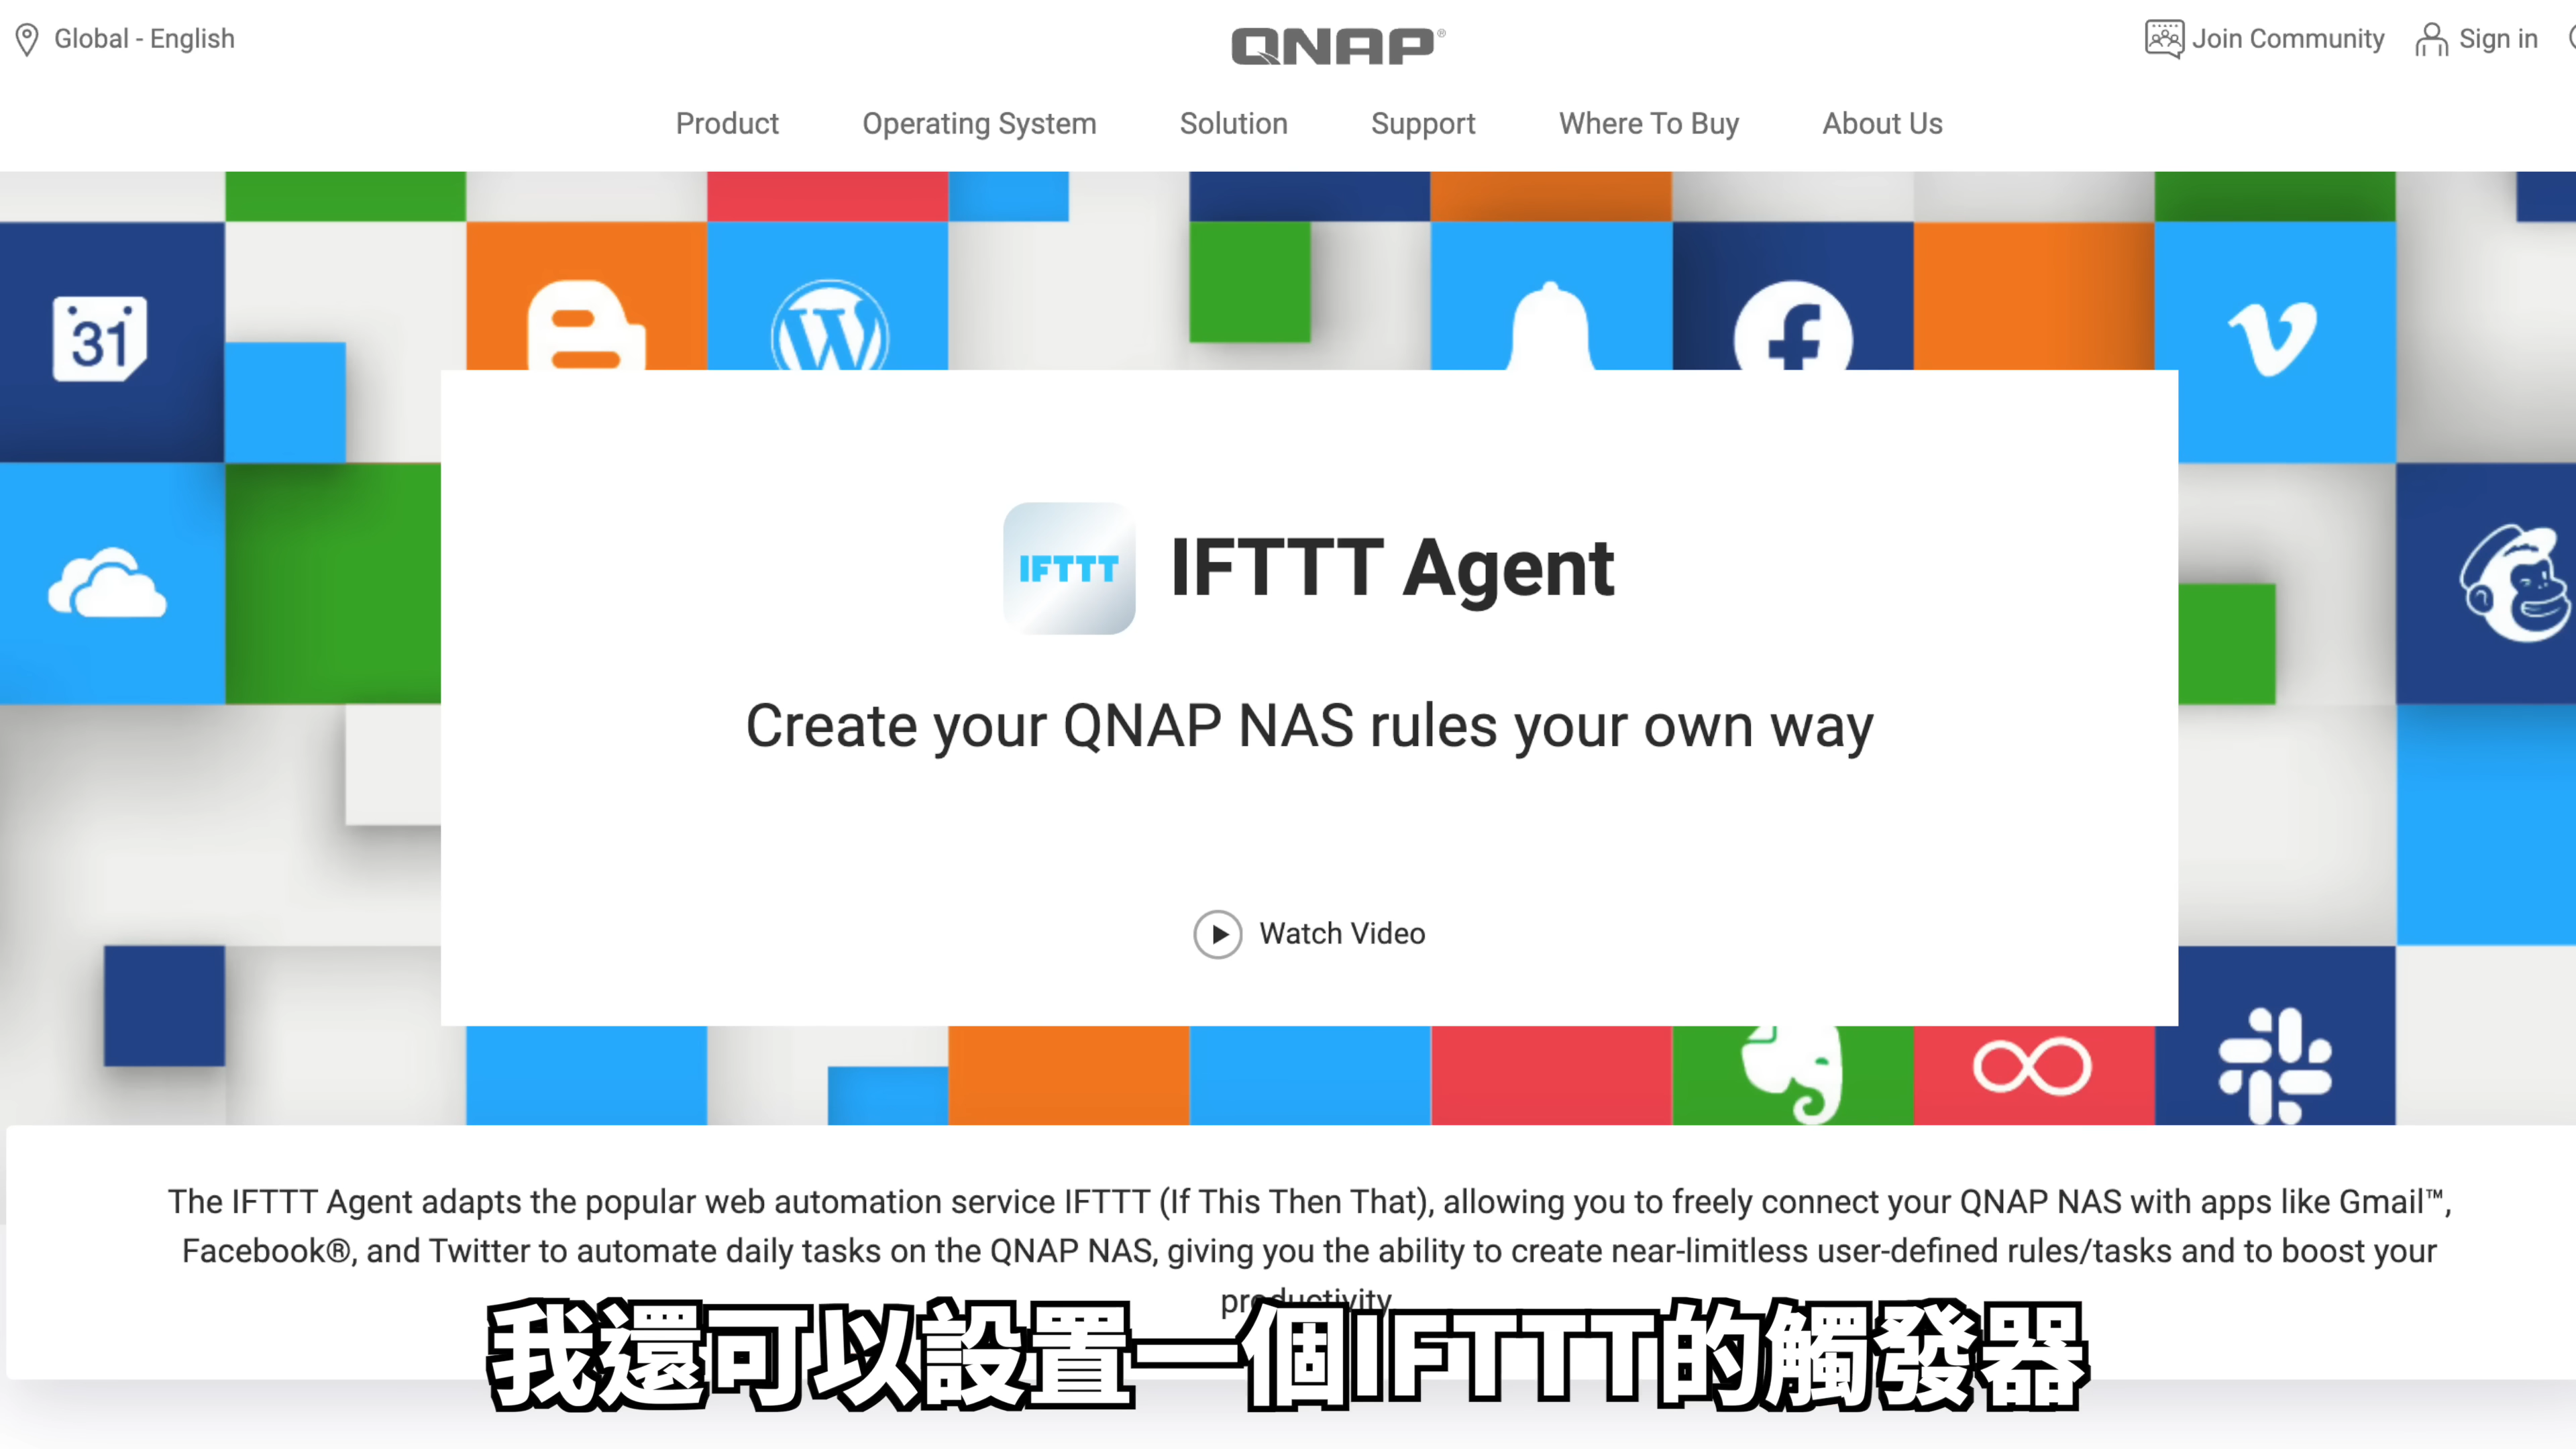 Global - English
QNAP®
Join Community
Sign in
Product
Operating System
Solution
Support
Where To Buy
About Us
31
IFTTT
IFTTT Agent
Create your QNAP NAS rules your own way
Watch Video
The IFTTT Agent adapts the popular web automation service IFTTT (If This Then That), allowing you to freely connect your QNAP NAS with apps like Gmail™,
Facebook®, and Twitter to automate daily tasks on the QNAP NAS, giving you the ability to create near-limitless user-defined rules/tasks and to boost your
productivity
我還可以設置一個IFTTT的觸發器